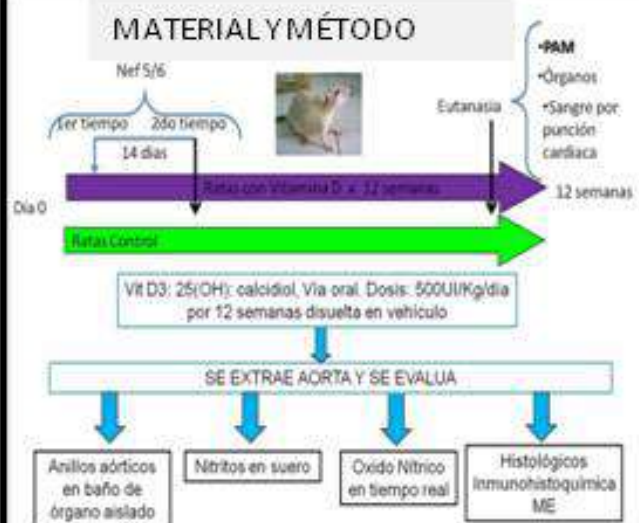 MATERIAL Y MÉTODO
Nef 5/6
1er tiempo 2do tiempo
14 dias
Eutanasia
•PAM
•Órganos
•Sangre por
punción
cardiaca
Día 0
Ratas con Vitamina D x 12 semanas
12 semanas
Ratas Control
Vit D3: 25(OH): calcidiol, Via oral. Dosis: 500UI/Kg/dia
por 12 semanas disuelta en vehículo
SE EXTRAE AORTA Y SE EVALUA
Anillos aórticos
en baño de
órgano aislado
Nitritos en suero
Oxido Nítrico
en tiempo real
Histológicos
Inmunohistoquímica
ME